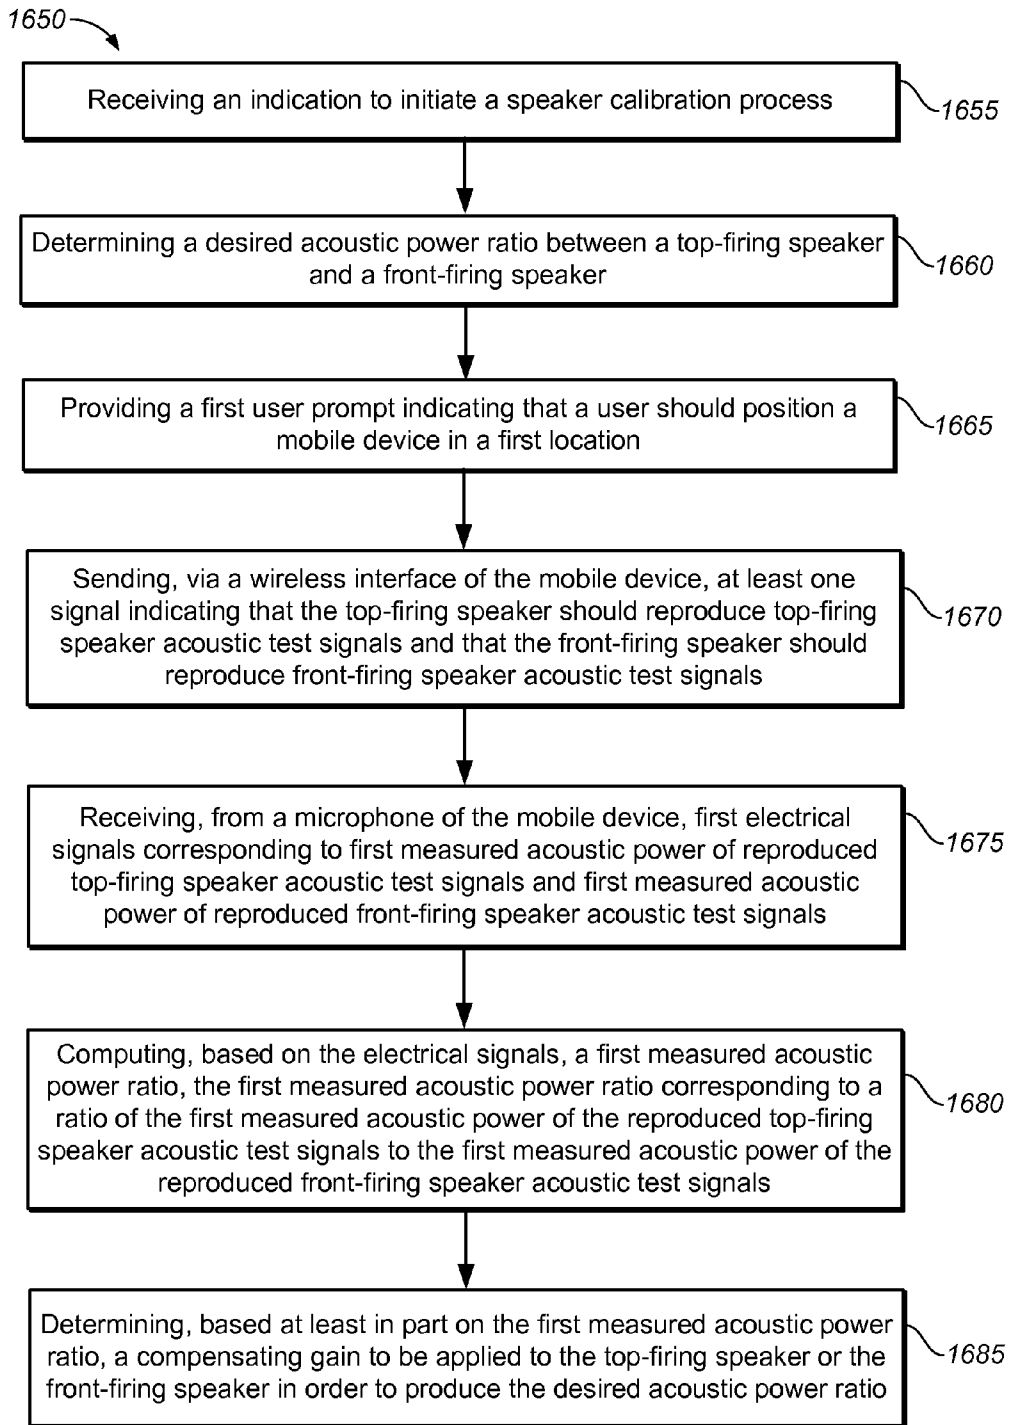 1650
Receiving an indication to initiate a speaker calibration process
1655
Determining a desired acoustic power ratio between a top-firing speaker
and a front-firing speaker
1660
Providing a first user prompt indicating that a user should position a
mobile device in a first location
1665
Sending, via a wireless interface of the mobile device, at least one
signal indicating that the top-firing speaker should reproduce top-firing
speaker acoustic test signals and that the front-firing speaker should
reproduce front-firing speaker acoustic test signals
1670
Receiving, from a microphone of the mobile device, first electrical
signals corresponding to first measured acoustic power of reproduced
top-firing speaker acoustic test signals and first measured acoustic
power of reproduced front-firing speaker acoustic test signals
1675
Computing, based on the electrical signals, a first measured acoustic
power ratio, the first measured acoustic power ratio corresponding to a
ratio of the first measured acoustic power of the reproduced top-firing
speaker acoustic test signals to the first measured acoustic power of the
reproduced front-firing speaker acoustic test signals
1680
Determining, based at least in part on the first measured acoustic power
ratio, a compensating gain to be applied to the top-firing speaker or the
front-firing speaker in order to produce the desired acoustic power ratio
1685